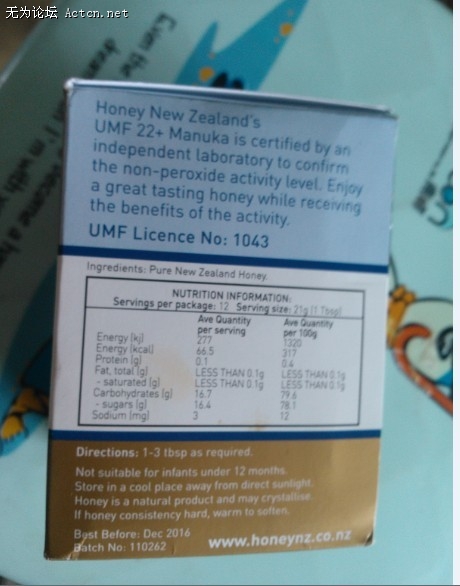 无为论坛 Actcn.net
Even the
dream
Honey New Zealand's
UMF 22+ Manuka is certified by an
independent laboratory to confirm
the non-peroxide activity level. Enjoy
a great tasting honey while receiving
the benefits of the activity.
UMF Licence No: 1043
Ingredients: Pure New Zealand Honey.
NUTRITION INFORMATION:
Servings per package: 12 Serving size: 21g (1 Tbsp)
Ave Quantity per serving Ave Quantity per 100g
Energy (kj) 277 1320
Energy (kcal) 66.5 317
Protein (g) 0.1 0.4
Fat, total (g) LESS THAN 0.1g LESS THAN 0.1g
- saturated (g) LESS THAN 0.1g LESS THAN 0.1g
Carbohydrates (g) 16.7 79.6
- sugars (g) 16.4 78.1
Sodium (mg) 3 12
Directions: 1-3 tbsp as required.
Not suitable for infants under 12 months.
Store in a cool place away from direct sunlight.
Honey is a natural product and may crystallise.
If honey consistency hard, warm to soften.
Best Before: Dec 2016
Batch No: 110262
www.honeynz.co.nz